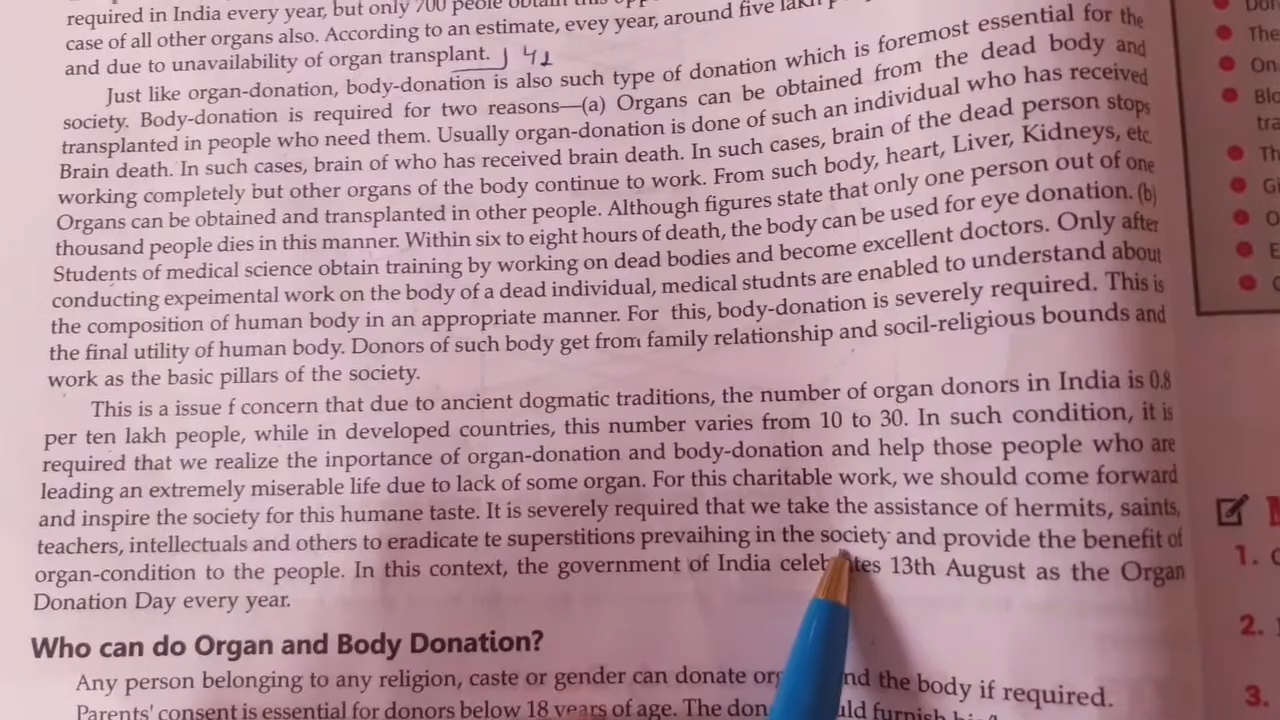 required in India every year, but only 700 peole obtain this
case of all other organs also. According to an estimate, evey year, around five lakh
and due to unavailability of organ transplant.
Just like organ-donation, body-donation is also such type of donation which is foremost essential for the
society. Body-donation is required for two reasons—(a) Organs can be obtained from the dead body and
transplanted in people who need them. Usually organ-donation is done of such an individual who has received
Brain death. In such cases, brain of who has received brain death. In such cases, brain of the dead person stops
working completely but other organs of the body continue to work. From such body, heart, Liver, Kidneys, etc.
Organs can be obtained and transplanted in other people. Although figures state that only one person out of one
thousand people dies in this manner. Within six to eight hours of death, the body can be used for eye donation. (b)
Students of medical science obtain training by working on dead bodies and become excellent doctors. Only after
conducting expeimental work on the body of a dead individual, medical studnts are enabled to understand about
the composition of human body in an appropriate manner. For this, body-donation is severely required. This is
the final utility of human body. Donors of such body get from family relationship and socil-religious bounds and
work as the basic pillars of the society.
This is a issue f concern that due to ancient dogmatic traditions, the number of organ donors in India is 0.8
per ten lakh people, while in developed countries, this number varies from 10 to 30. In such condition, it is
required that we realize the inportance of organ-donation and body-donation and help those people who are
leading an extremely miserable life due to lack of some organ. For this charitable work, we should come forward
and inspire the society for this humane taste. It is severely required that we take the assistance of hermits, saints,
teachers, intellectuals and others to eradicate te superstitions prevaihing in the society and provide the benefit of
organ-condition to the people. In this context, the government of India celebrates 13th August as the Organ
Donation Day every year.
Who can do Organ and Body Donation?
Any person belonging to any religion, caste or gender can donate and the body if required.
Parents' consent is essential for donors below 18 years of age. The
The
On
1.
2.
3.